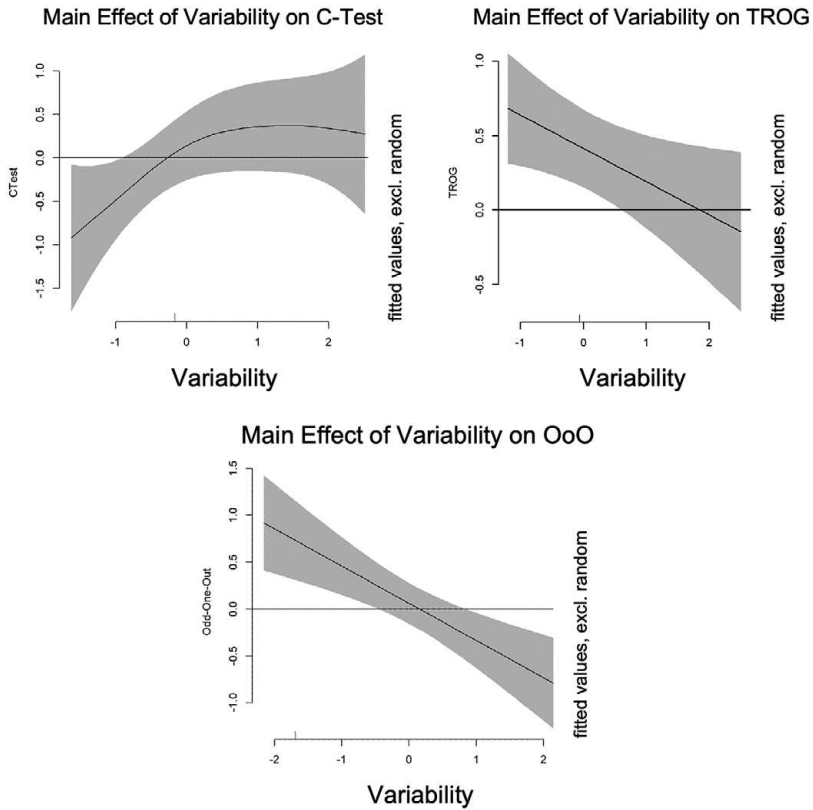 Main Effect of Variability on C-Test
1.0
0.5
0.0
-0.5
-1.0
-1.5
CTest
-1
0
1
2
Variability
fitted values, excl. random
Main Effect of Variability on TROG
1.0
0.5
0.0
-0.5
TROG
-1
0
1
2
Variability
fitted values, excl. random
Main Effect of Variability on OoO
1.5
1.0
0.5
0.0
-0.5
-1.0
Odd-One-Out
-2
-1
0
1
2
Variability
fitted values, excl. random